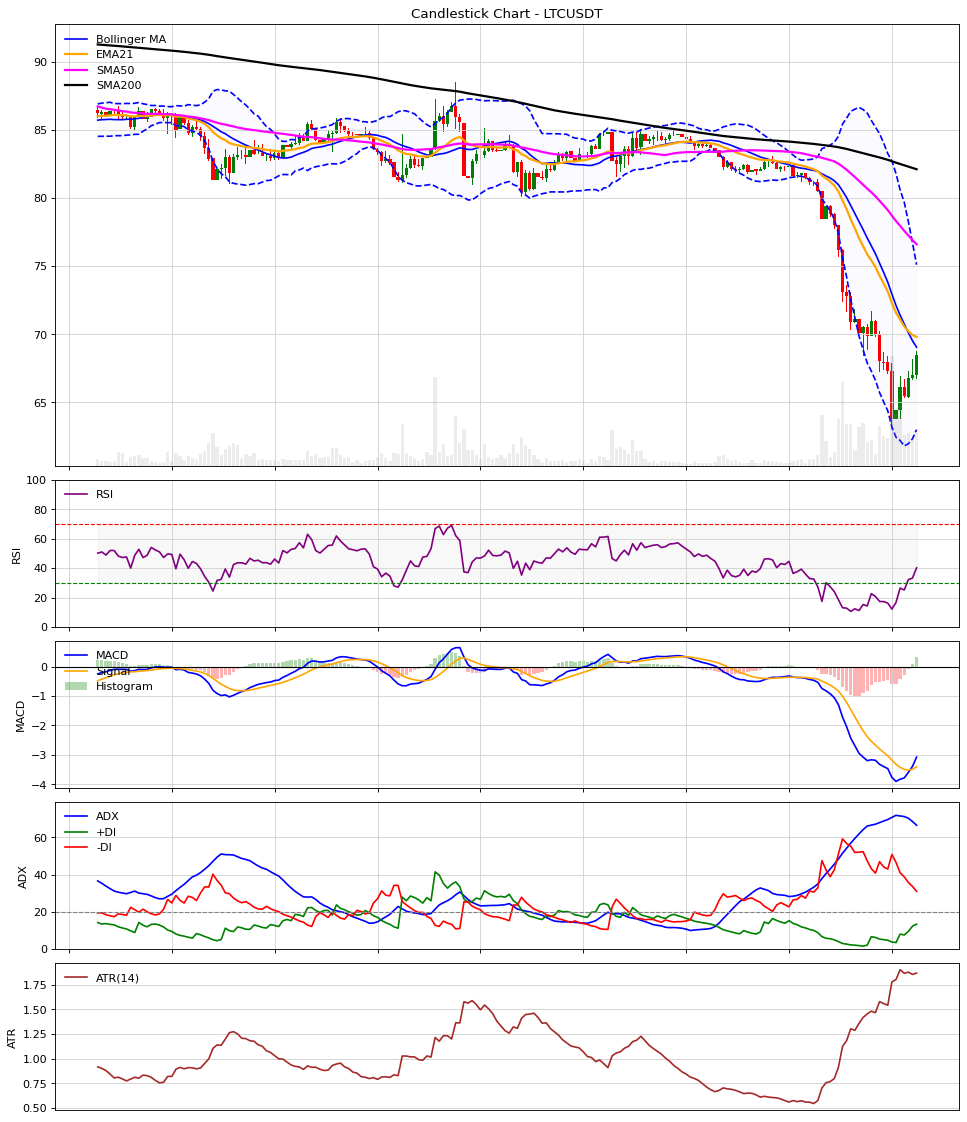 Candlestick Chart - LTCUSDT
Bollinger MA
EMA21
SMA50
SMA200
90
85
80
75
70
65
RSI
100
80
60
40
20
0
RSI
MACD
Signal
Histogram
0
−1
−2
−3
−4
MACD
ADX
+DI
-DI
60
40
20
0
ADX
ATR(14)
1.75
1.50
1.25
1.00
0.75
0.50
ATR